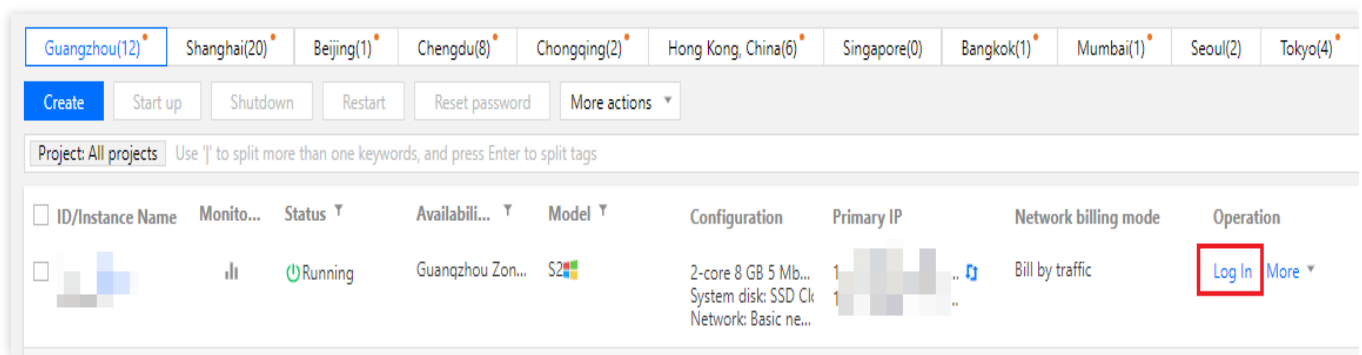 Guangzhou(12) Shanghai(20) Beijing(1) Chengdu(8) Chongqing(2) Hong Kong, China(6) Singapore(0) Bangkok(1) Mumbai(1) Seoul(2) Tokyo(4)
Create Start up Shutdown Restart Reset password More actions
Project: All projects Use '|' to split more than one keywords, and press Enter to split tags
ID/Instance Name Monito... Status Availabili... Model Configuration Primary IP Network billing mode Operation
Running Guangzhou Zon... S2 2-core 8 GB 5 Mb... 1 .. Bill by traffic Log In More
System disk: SSD Clo 1 ..
Network: Basic ne...